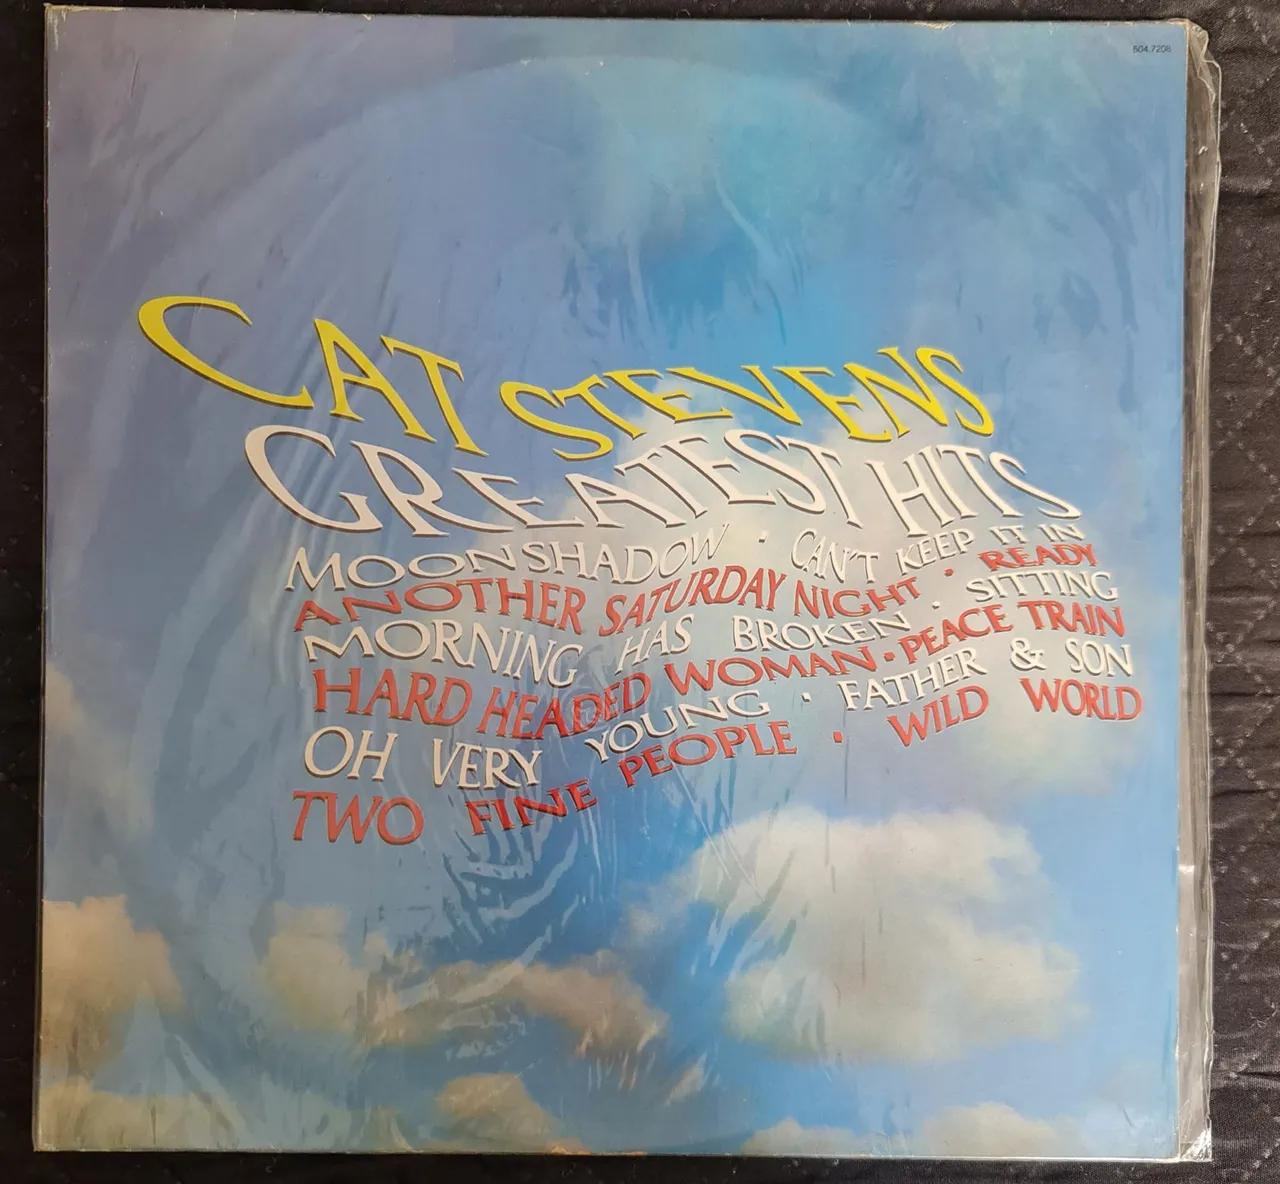 604.7208
CAT STEVENS
GREATEST HITS
MOONSHADOW · CAN'T KEEP IT IN
ANOTHER SATURDAY NIGHT · READY
MORNING HAS BROKEN · SITTING
HARD HEADED WOMAN · PEACE TRAIN
OH VERY YOUNG · FATHER & SON
TWO FINE PEOPLE · WILD WORLD